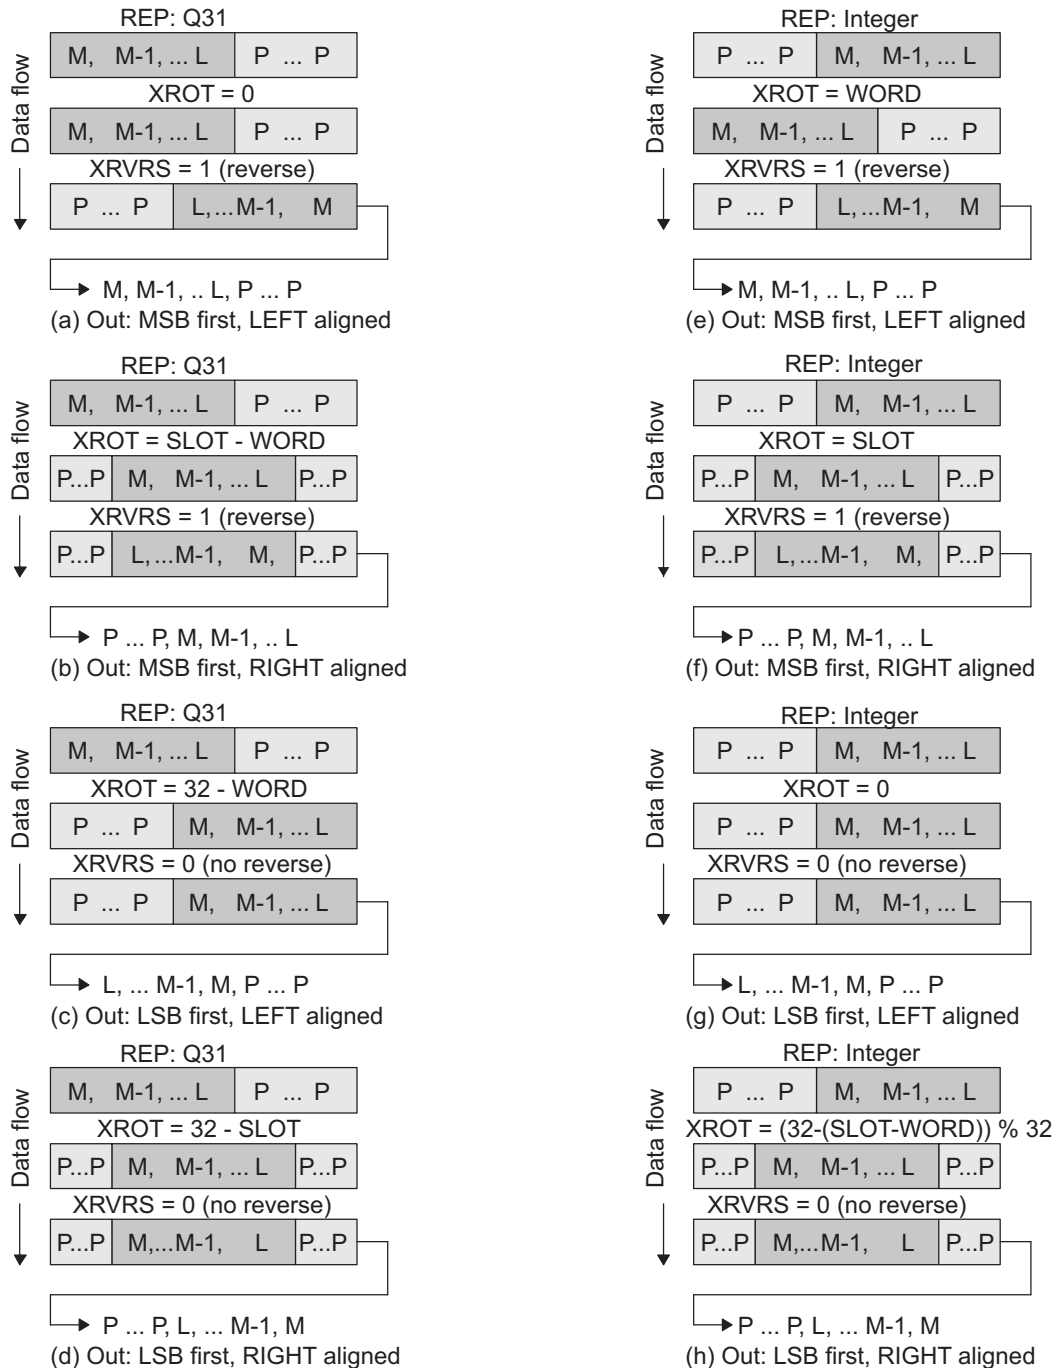 REP: Q31
Data flow
M, M-1, ... L P ... P
XROT = 0
M, M-1, ... L P ... P
XRVRS = 1 (reverse)
P ... P L,...M-1, M
M, M-1, .. L, P ... P
(a) Out: MSB first, LEFT aligned
REP: Q31
Data flow
M, M-1, ... L P ... P
XROT = SLOT - WORD
P...P M, M-1, ... L P...P
XRVRS = 1 (reverse)
P...P L,...M-1, M, P...P
P ... P, M, M-1, .. L
(b) Out: MSB first, RIGHT aligned
REP: Q31
Data flow
M, M-1, ... L P ... P
XROT = 32 - WORD
P ... P M, M-1, ... L
XRVRS = 0 (no reverse)
P ... P M, M-1, ... L
L, ... M-1, M, P ... P
(c) Out: LSB first, LEFT aligned
REP: Q31
Data flow
M, M-1, ... L P ... P
XROT = 32 - SLOT
P...P M, M-1, ... L P...P
XRVRS = 0 (no reverse)
P...P M,...M-1, L P...P
P ... P, L, ... M-1, M
(d) Out: LSB first, RIGHT aligned
REP: Integer
Data flow
P ... P M, M-1, ... L
XROT = WORD
M, M-1, ... L P ... P
XRVRS = 1 (reverse)
P ... P L,...M-1, M
M, M-1, .. L, P ... P
(e) Out: MSB first, LEFT aligned
REP: Integer
Data flow
P ... P M, M-1, ... L
XROT = SLOT
P...P M, M-1, ... L P...P
XRVRS = 1 (reverse)
P...P L,...M-1, M, P...P
P ... P, M, M-1, .. L
(f) Out: MSB first, RIGHT aligned
REP: Integer
Data flow
P ... P M, M-1, ... L
XROT = 0
P ... P M, M-1, ... L
XRVRS = 0 (no reverse)
P ... P M, M-1, ... L
L, ... M-1, M, P ... P
(g) Out: LSB first, LEFT aligned
REP: Integer
Data flow
P ... P M, M-1, ... L
XROT = (32-(SLOT-WORD)) % 32
P...P M, M-1, ... L P...P
XRVRS = 0 (no reverse)
P...P M,...M-1, L P...P
P ... P, L, ... M-1, M
(h) Out: LSB first, RIGHT aligned